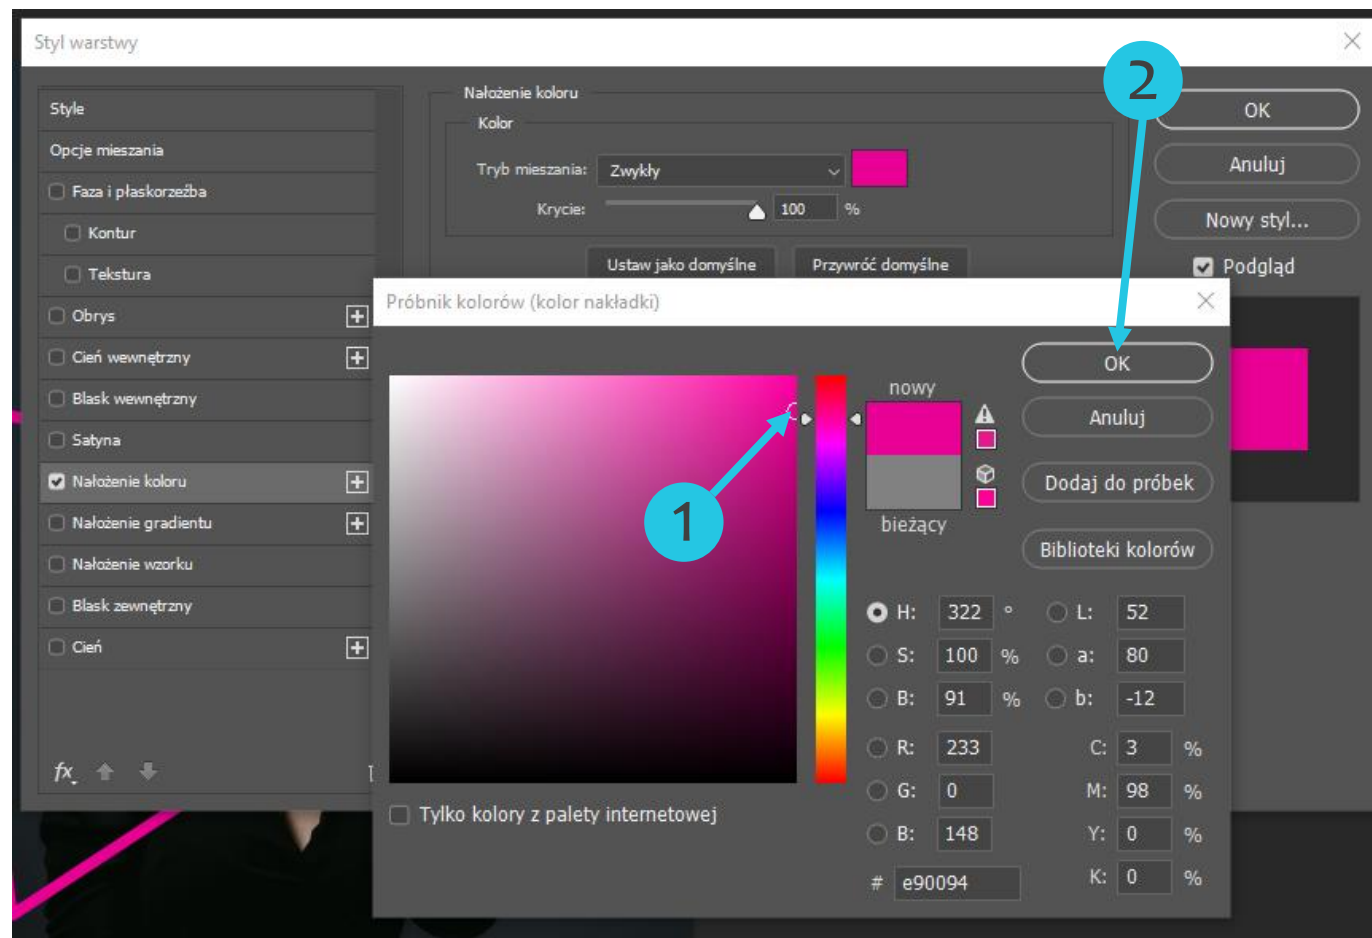 Styl warstwy
2
Style
Opcje mieszania
Faza i płaskorzeźba
Kontur
Tekstura
Obrys
Cień wewnętrzny
Blask wewnętrzny
Satyna
Nałożenie koloru
Nałożenie gradientu
Nałożenie wzorku
Blask zewnętrzny
Cień
fx
Nałożenie koloru
Kolor
Tryb mieszania: Zwykły
Krycie: 100 %
Ustaw jako domyślne Przywróć domyślne
OK
Anuluj
Nowy styl...
Podgląd
Próbnik kolorów (kolor nakładki)
1
nowy
bieżący
OK
Anuluj
Dodaj do próbek
Biblioteki kolorów
H: 322 ° L: 52
S: 100 % a: 80
B: 91 % b: -12
R: 233 C: 3 %
G: 0 M: 98 %
B: 148 Y: 0 %
# e90094 K: 0 %
Tylko kolory z palety internetowej